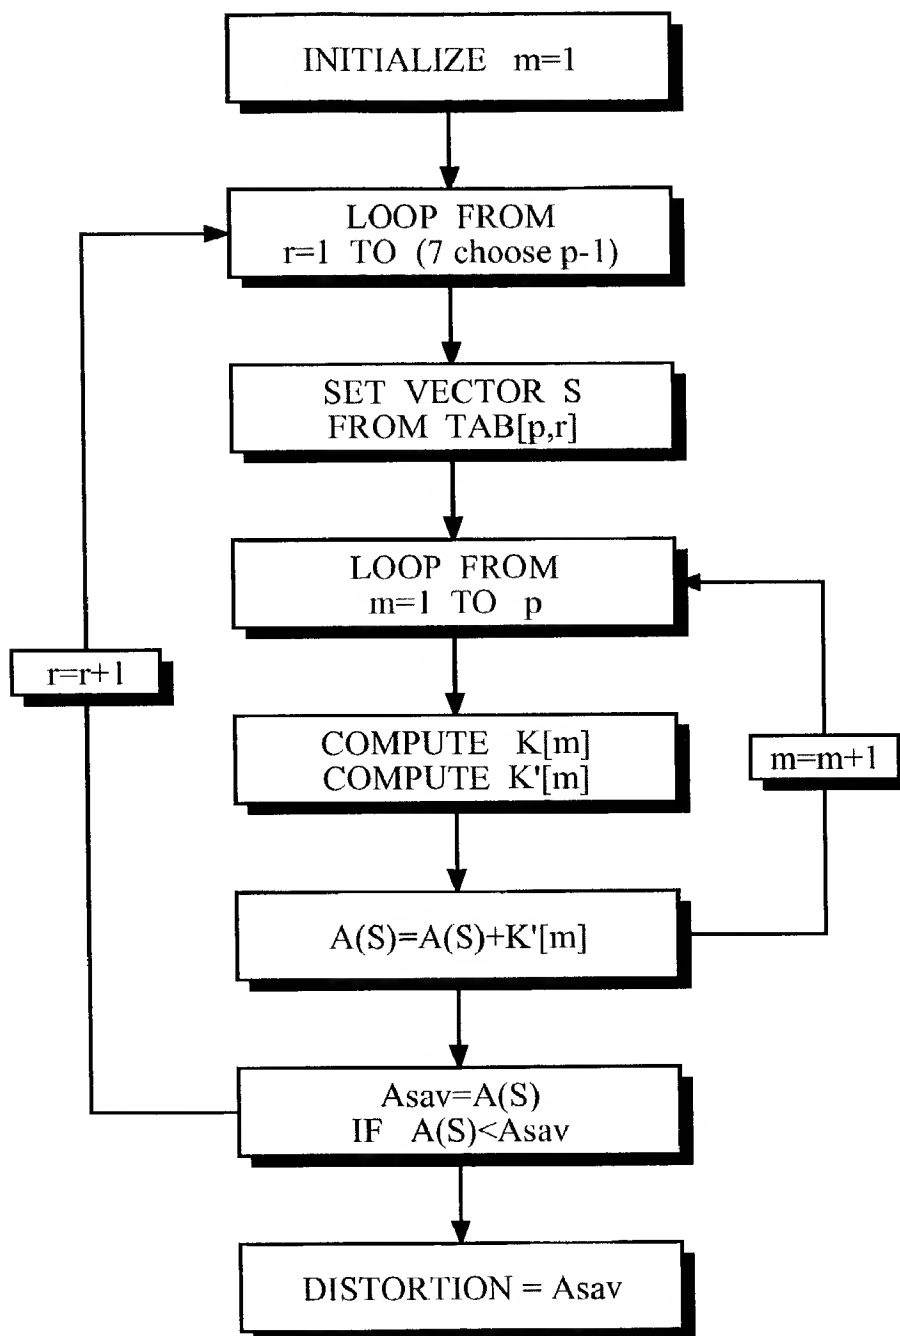 INITIALIZE m=1
LOOP FROM
r=1 TO (7 choose p-1)
SET VECTOR S
FROM TAB[p,r]
LOOP FROM
m=1 TO p
r=r+1
COMPUTE K[m]
COMPUTE K'[m]
m=m+1
A(S)=A(S)+K'[m]
Asav=A(S)
IF A(S)<Asav
DISTORTION = Asav